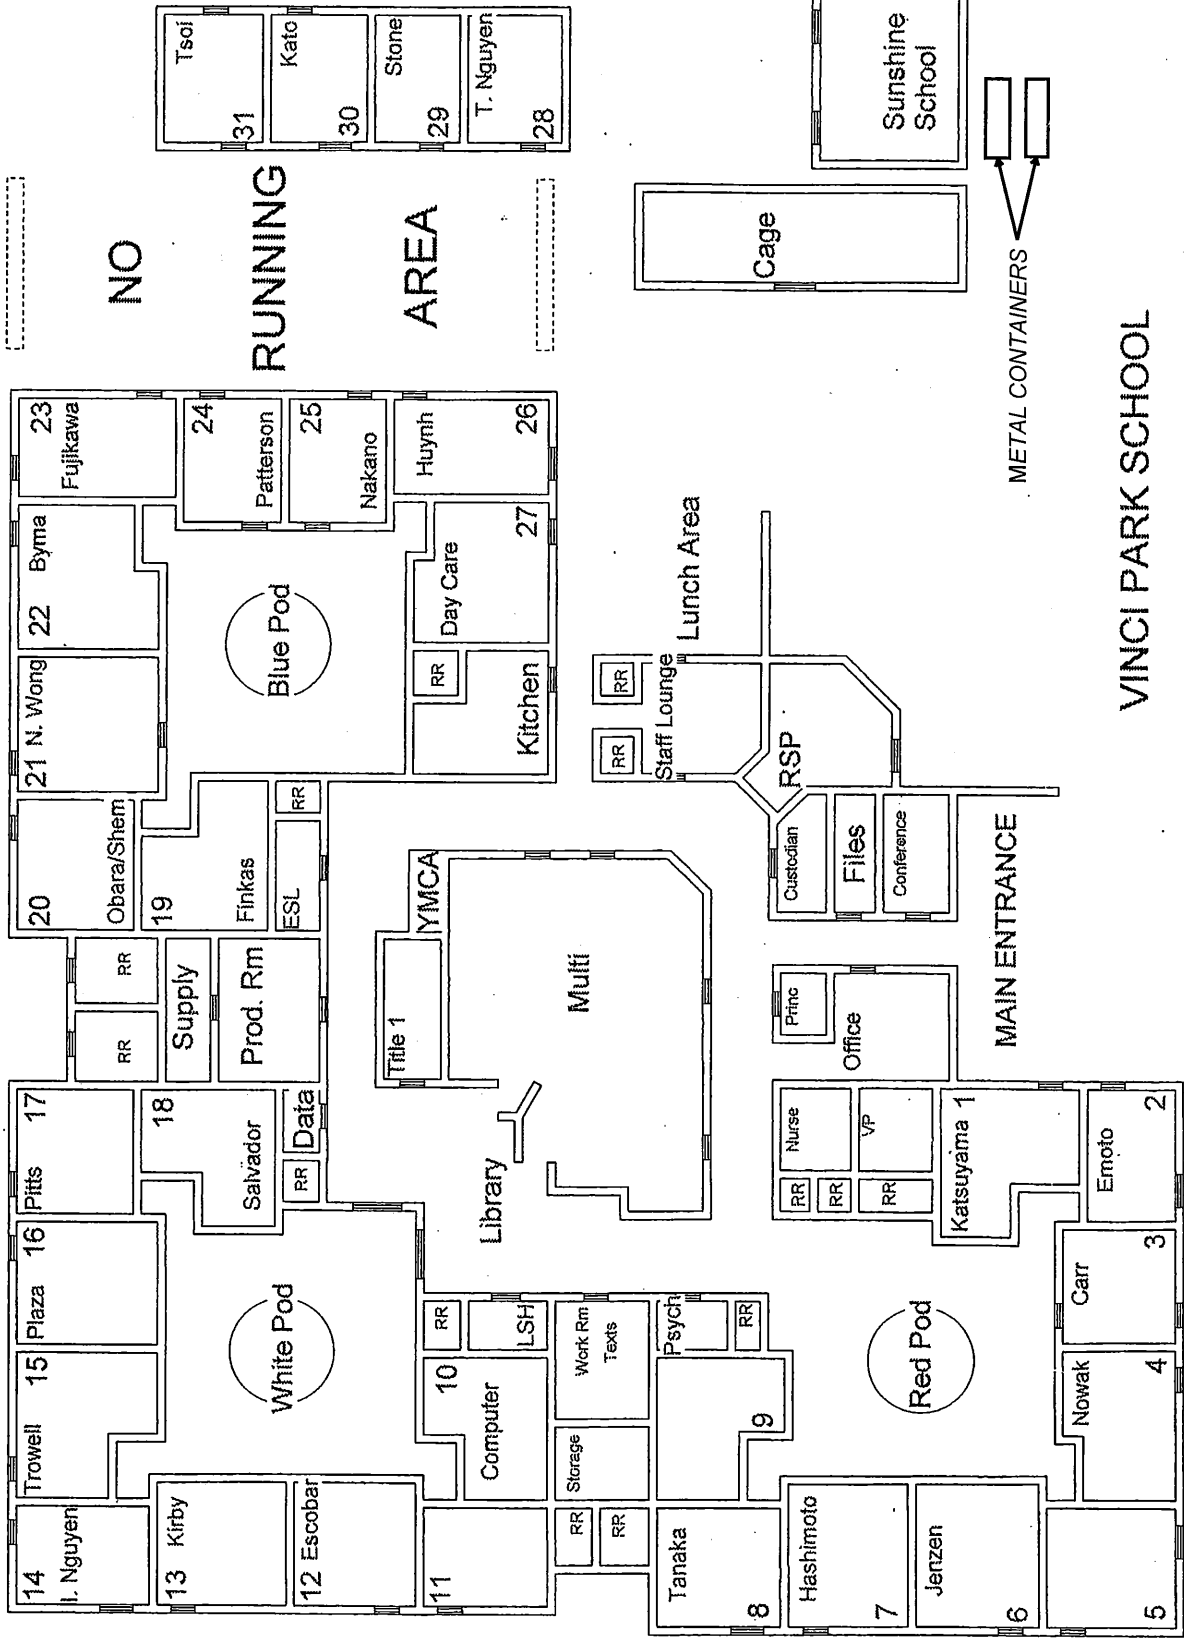 14
I. Nguyen
Trowell
15
Plaza
16
Pitts
17
20
Obara/Shem
21 N. Wong
22
Byma
23
Fujikawa
13
Kirby
12 Escobar
11
White Pod
18
Salvador
RR
Data
RR
RR
Supply
Prod. Rm
19
Finkas
ESL
RR
Blue Pod
24
Patterson
25
Nakano
Huynh
26
Day Care
27
RR
Kitchen
10
Computer
RR
LSH
Work Rm
Texts
Storage
RR
RR
Psych
RR
9
Library
Title 1
YMCA
Multi
Tanaka
8
Hashimoto
7
Jenzen
6
5
Red Pod
Nowak
4
Carr
3
Emoto
2
Katsuyama
1
RR
RR
RR
Nurse
VP
Princ
Office
MAIN ENTRANCE
Custodian
Files
Conference
RSP
Staff Lounge
RR
RR
Lunch Area
NO
RUNNING
AREA
Tsoi
31
Kato
30
Stone
29
T. Nguyen
28
Cage
Sunshine
School
METAL CONTAINERS
VINCI PARK SCHOOL